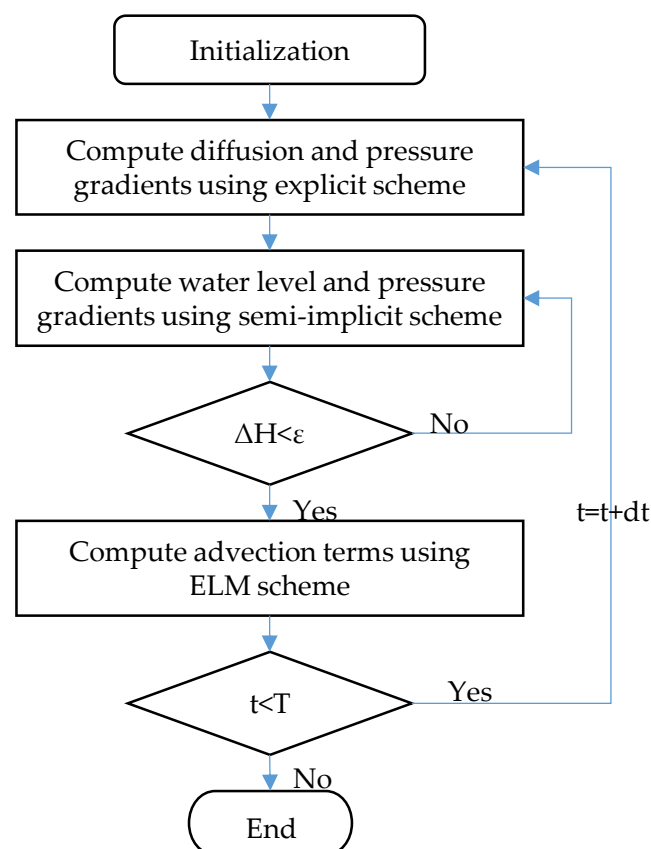 Initialization
Compute diffusion and pressure
gradients using explicit scheme
Compute water level and pressure
gradients using semi-implicit scheme
ΔH<ε
No
Yes
t=t+dt
Compute advection terms using
ELM scheme
t<T
Yes
No
End